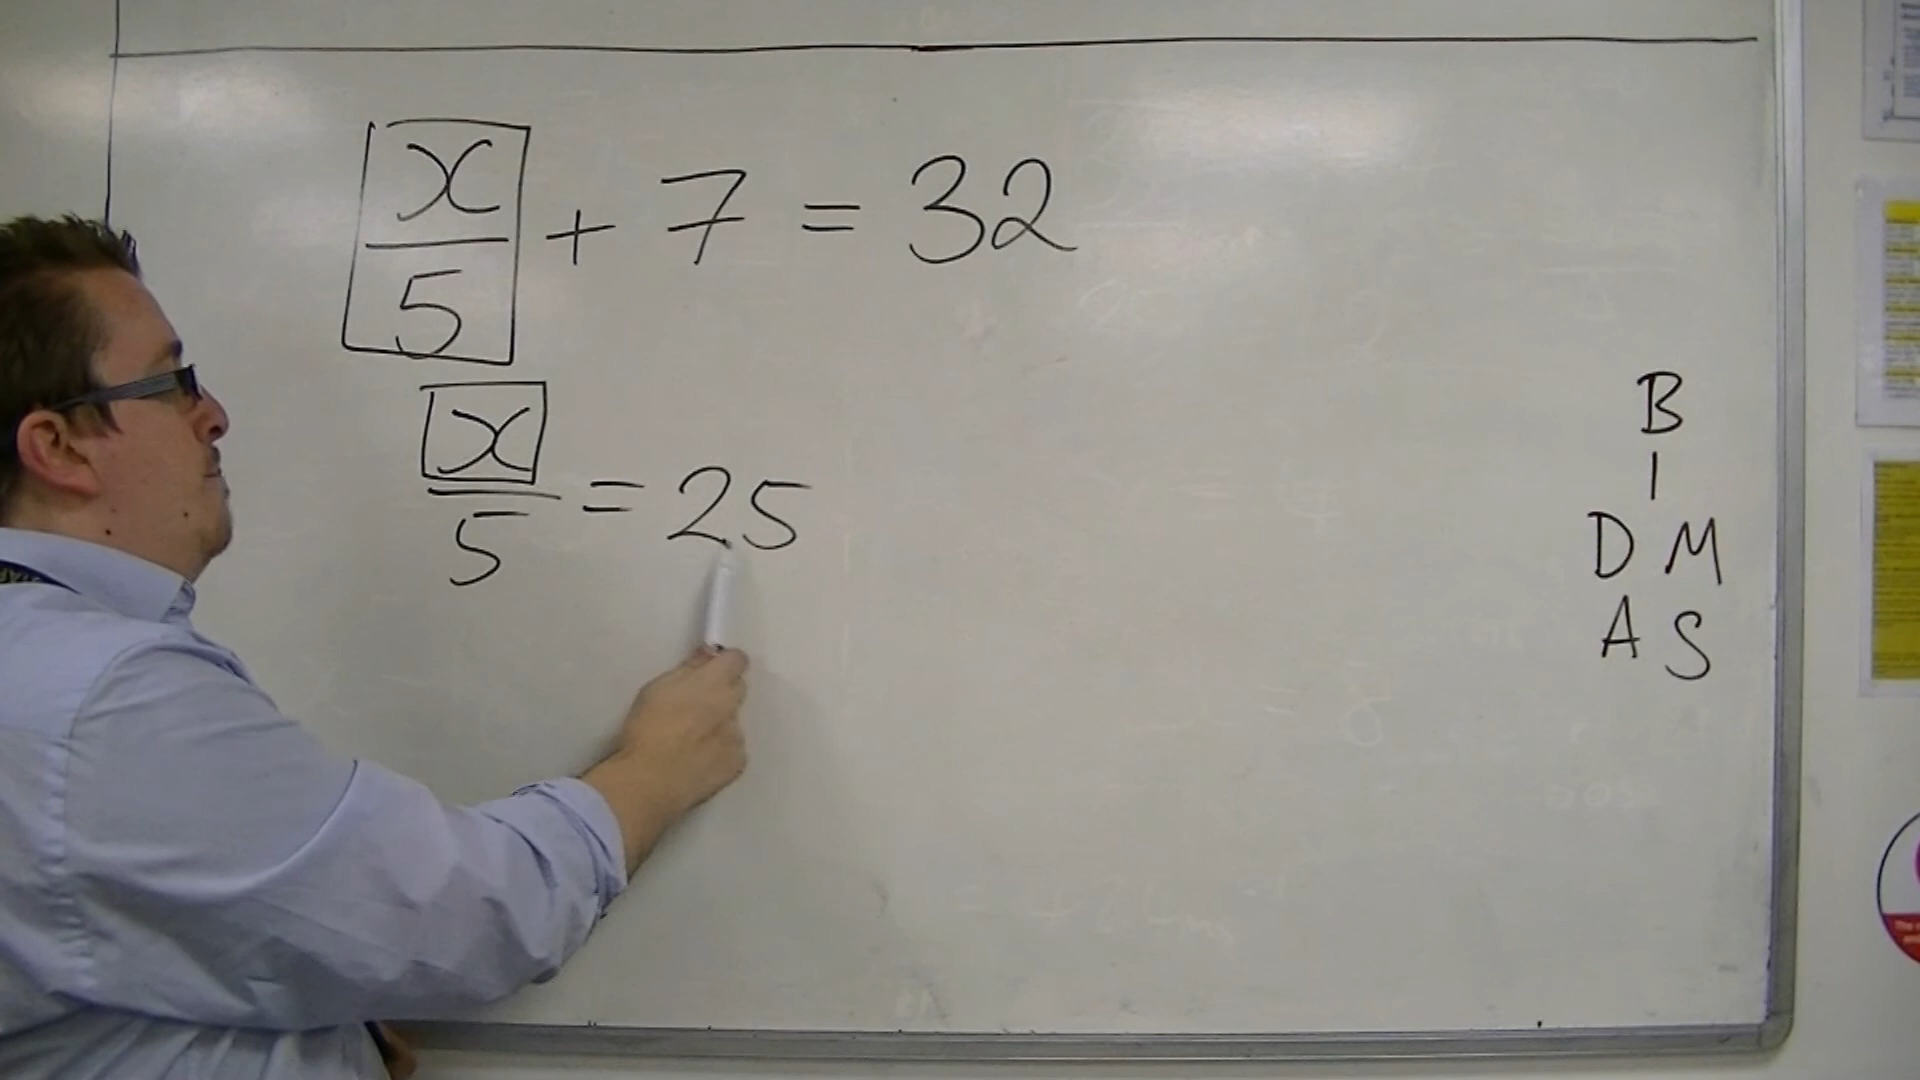 x/5 + 7 = 32
x/5 = 25
B
I
D M
A S